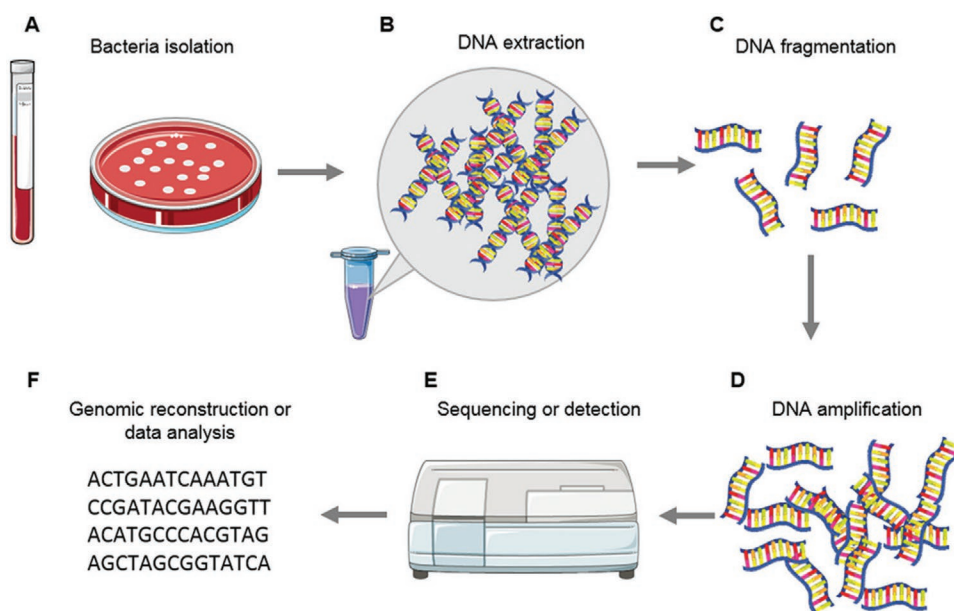 A
Bacteria isolation
B
DNA extraction
C
DNA fragmentation
D
DNA amplification
E
Sequencing or detection
F
Genomic reconstruction or
data analysis
ACTGAATCAAATGT
CCGATACGAAGGTT
ACATGCCCACGTAG
AGCTAGCGGTATCA